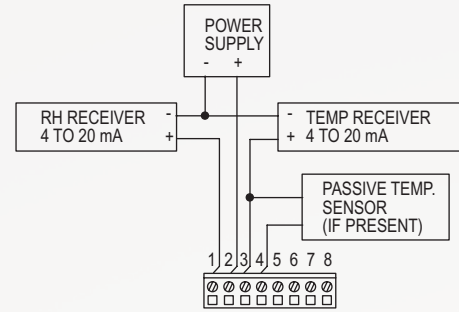 POWER
SUPPLY
- +
RH RECEIVER -
4 TO 20 mA +
- TEMP RECEIVER
+ 4 TO 20 mA
PASSIVE TEMP.
SENSOR
(IF PRESENT)
1 2 3 4 5 6 7 8